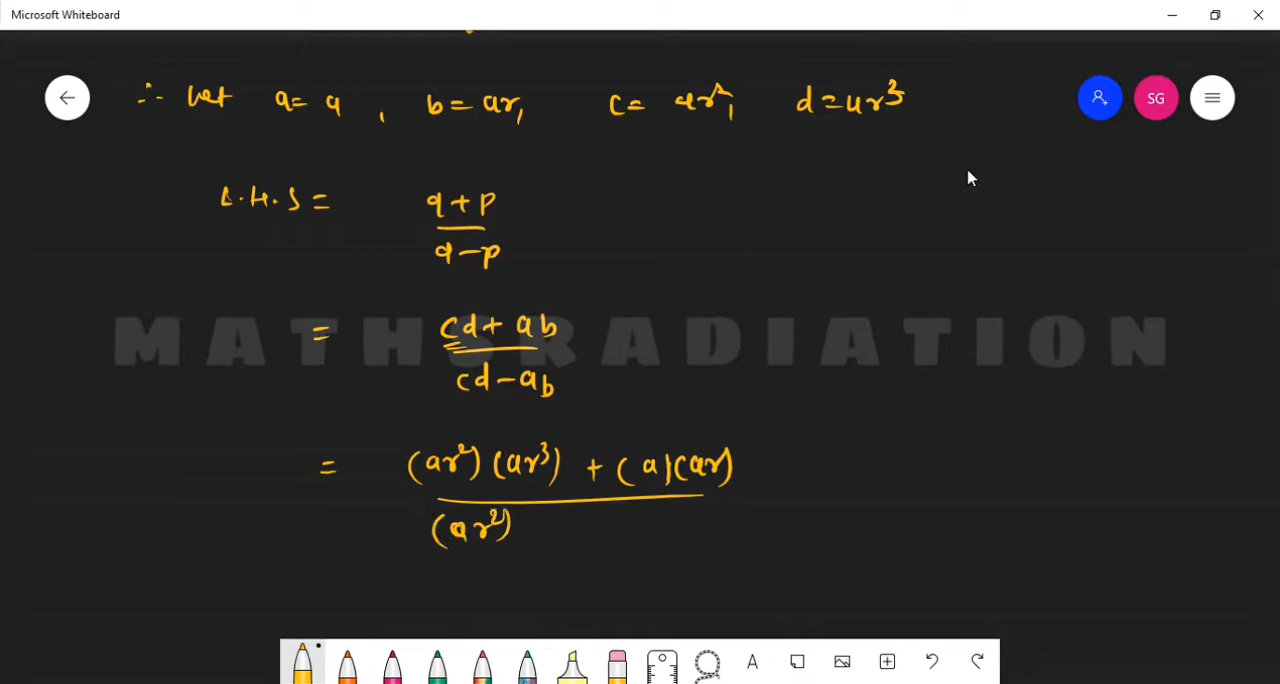 Microsoft Whiteboard
∴ Let a = a , b = ar, c = ar², d = ar³
SG
L.H.S = q + p
q − p
= cd + ab
cd − ab
MATHSRADIATION
= (ar²) (ar³) + (a)(ar)
(ar²)
A